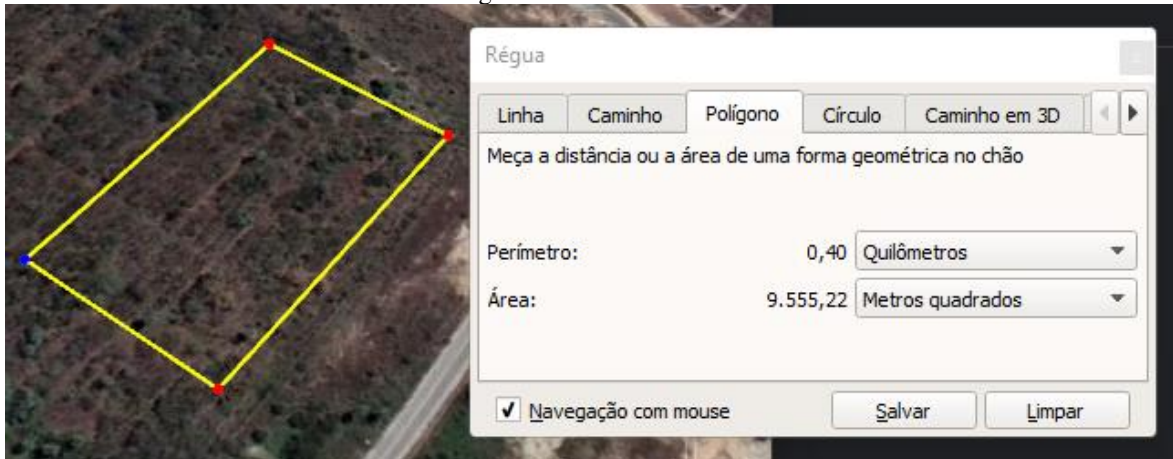 Régua
Linha Caminho Polígono Círculo Caminho em 3D
Meça a distância ou a área de uma forma geométrica no chão
Perímetro: 0,40 Quilômetros
Área: 9.555,22 Metros quadrados
Navegação com mouse Salvar Limpar